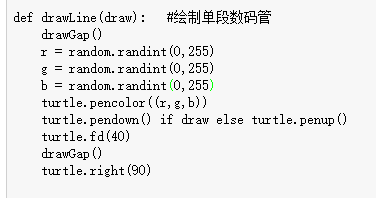 def drawLine(draw):   #绘制单段数码管
    drawGap()
    r = random.randint(0,255)
    g = random.randint(0,255)
    b = random.randint(0,255)
    turtle.pencolor((r,g,b))
    turtle.pendown() if draw else turtle.penup()
    turtle.fd(40)
    drawGap()
    turtle.right(90)